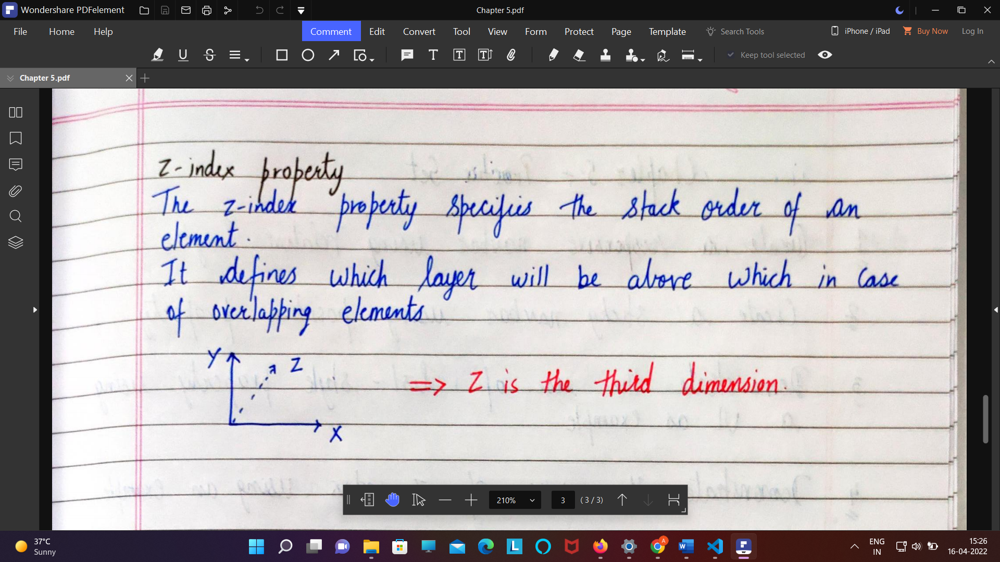 Wondershare PDFelement
Chapter 5.pdf
File Home Help Comment Edit Convert Tool View Form Protect Page Template Search Tools iPhone / iPad Buy Now Log In
Keep tool selected
Chapter 5.pdf
z-index property
The z-index property specifies the stack order of an
element.
It defines which layer will be above which in case
of overlapping elements
Y Z
=> Z is the third dimension.
X
210% 3 (3/3)
37°C
Sunny
ENG
IN
15:26
16-04-2022